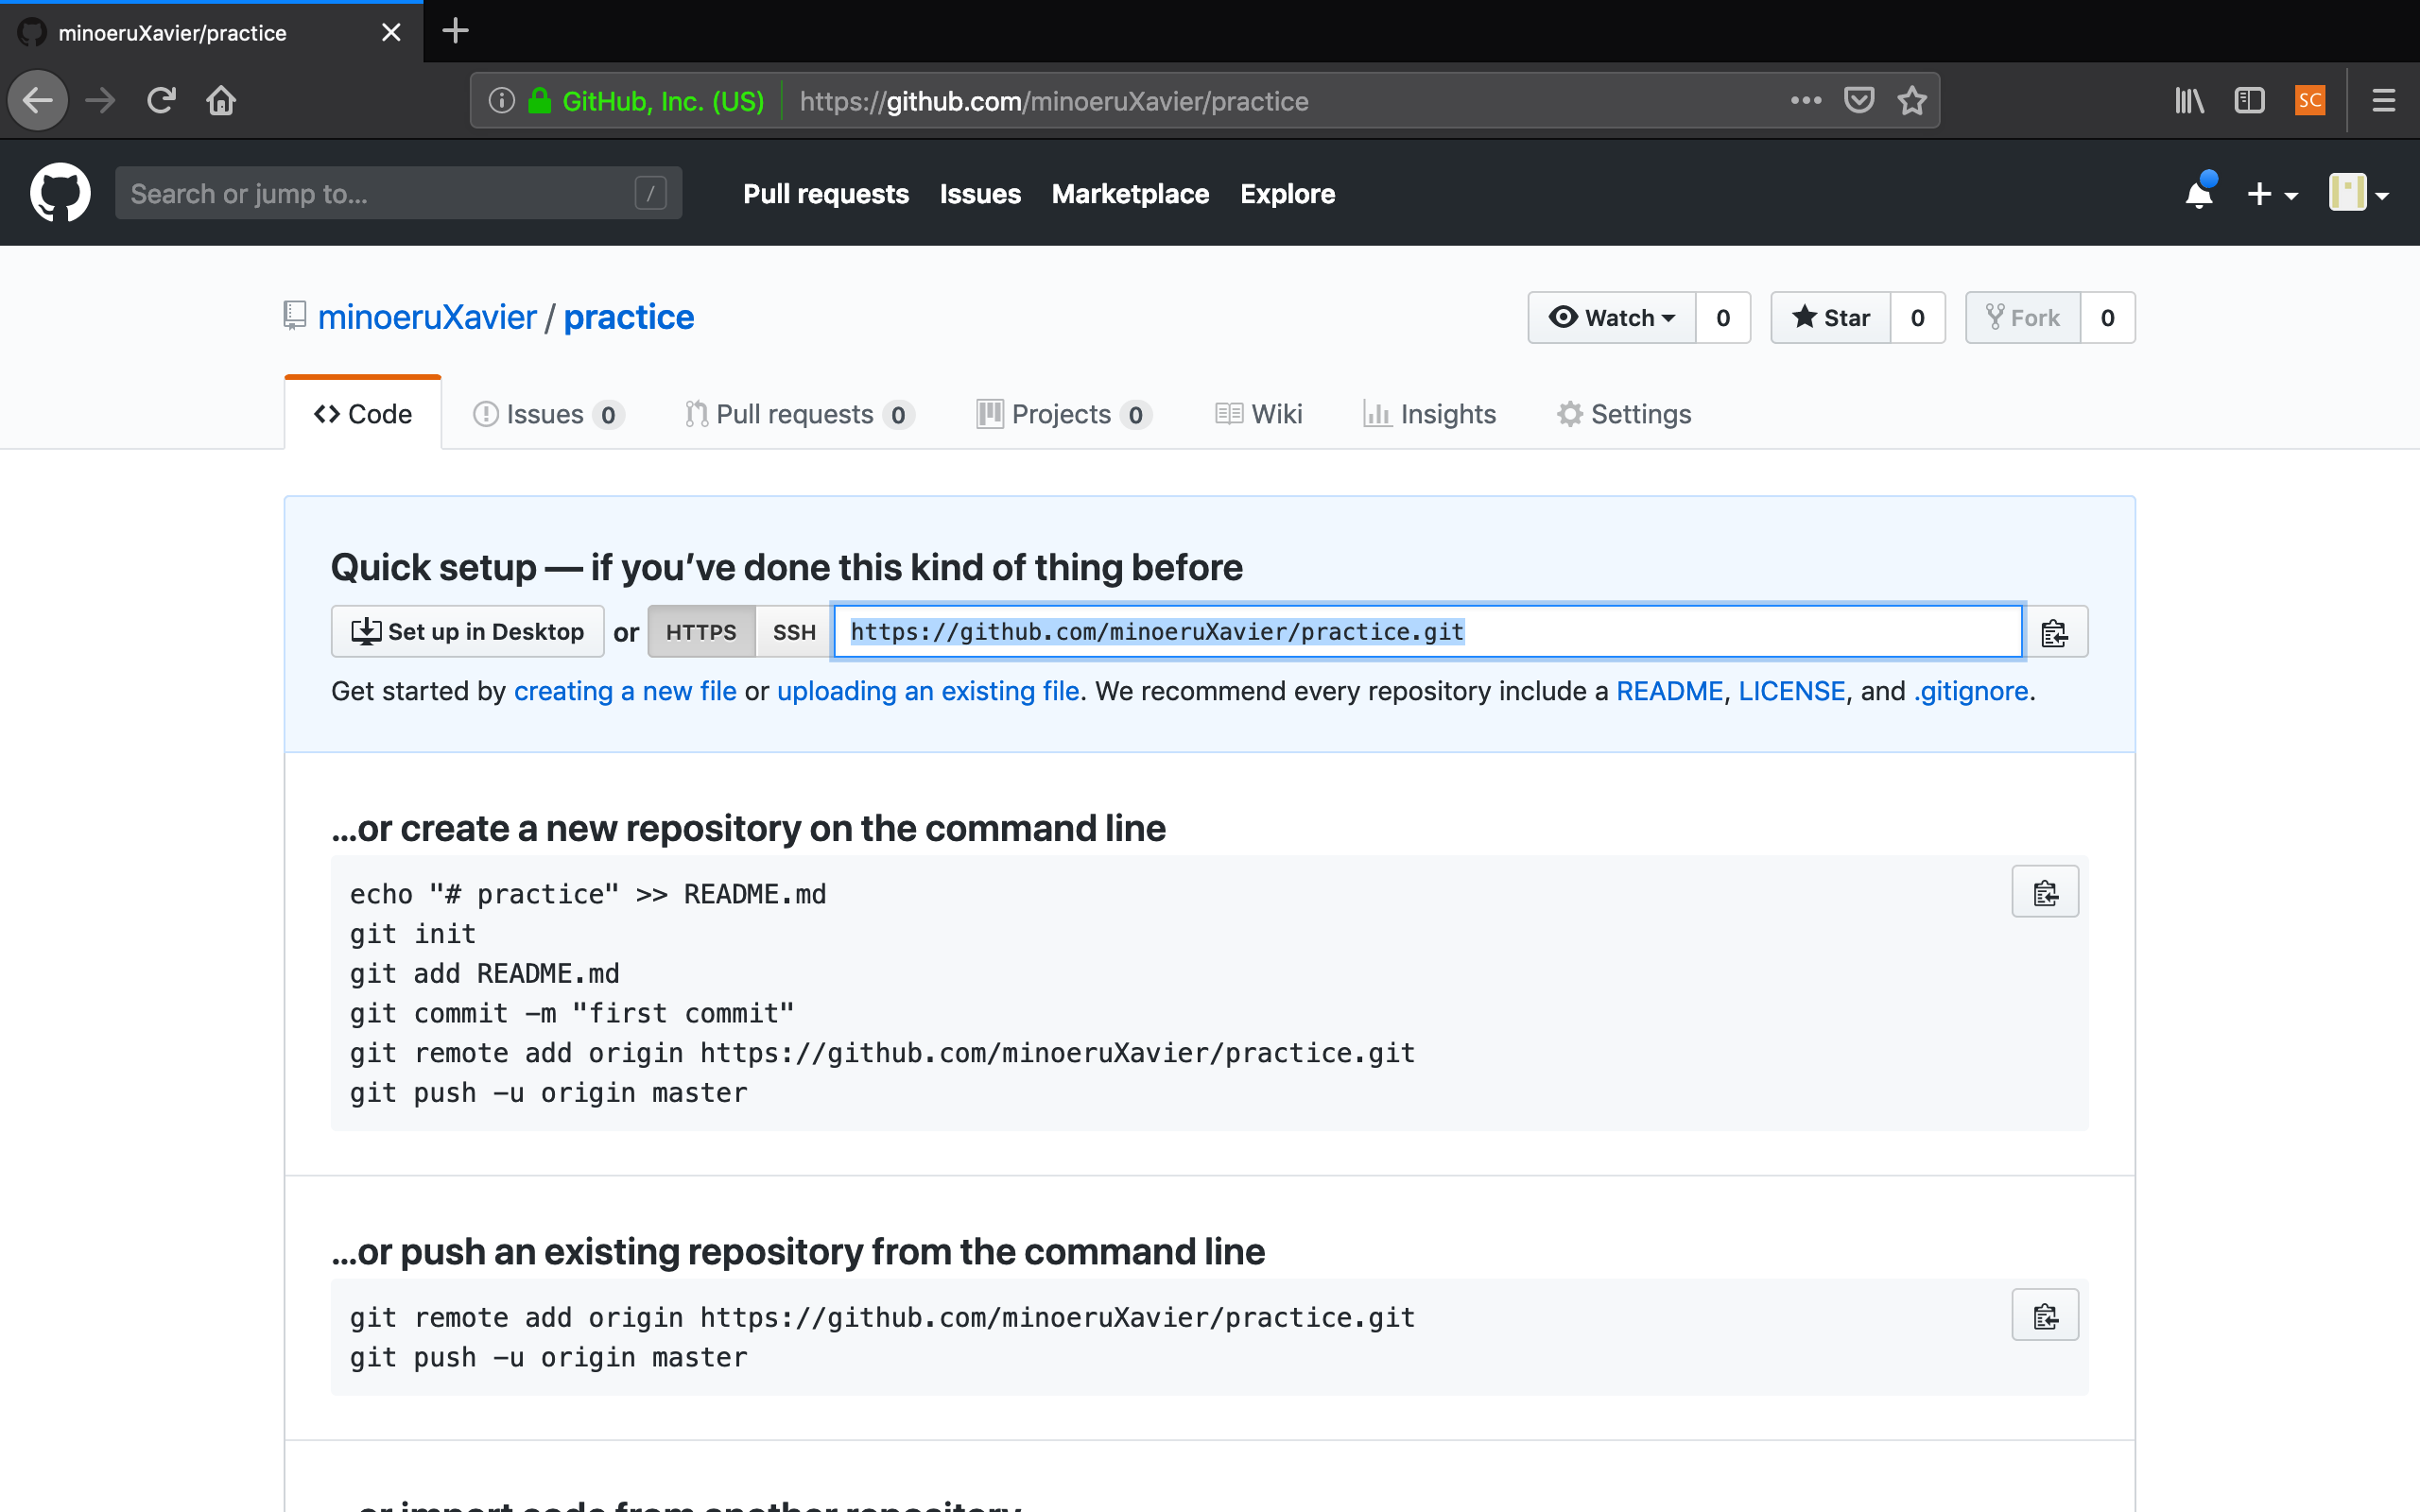 minoeruXavier/practice
GitHub, Inc. (US) https://github.com/minoeruXavier/practice
SC
Search or jump to... /
Pull requests Issues Marketplace Explore
minoeruXavier / practice
Watch 0 Star 0 Fork 0
Code Issues 0 Pull requests 0 Projects 0 Wiki Insights Settings
Quick setup — if you’ve done this kind of thing before
Set up in Desktop or HTTPS SSH https://github.com/minoeruXavier/practice.git
Get started by creating a new file or uploading an existing file. We recommend every repository include a README, LICENSE, and .gitignore.
…or create a new repository on the command line
echo "# practice" >> README.md
git init
git add README.md
git commit -m "first commit"
git remote add origin https://github.com/minoeruXavier/practice.git
git push -u origin master
…or push an existing repository from the command line
git remote add origin https://github.com/minoeruXavier/practice.git
git push -u origin master
…or import code from another repository